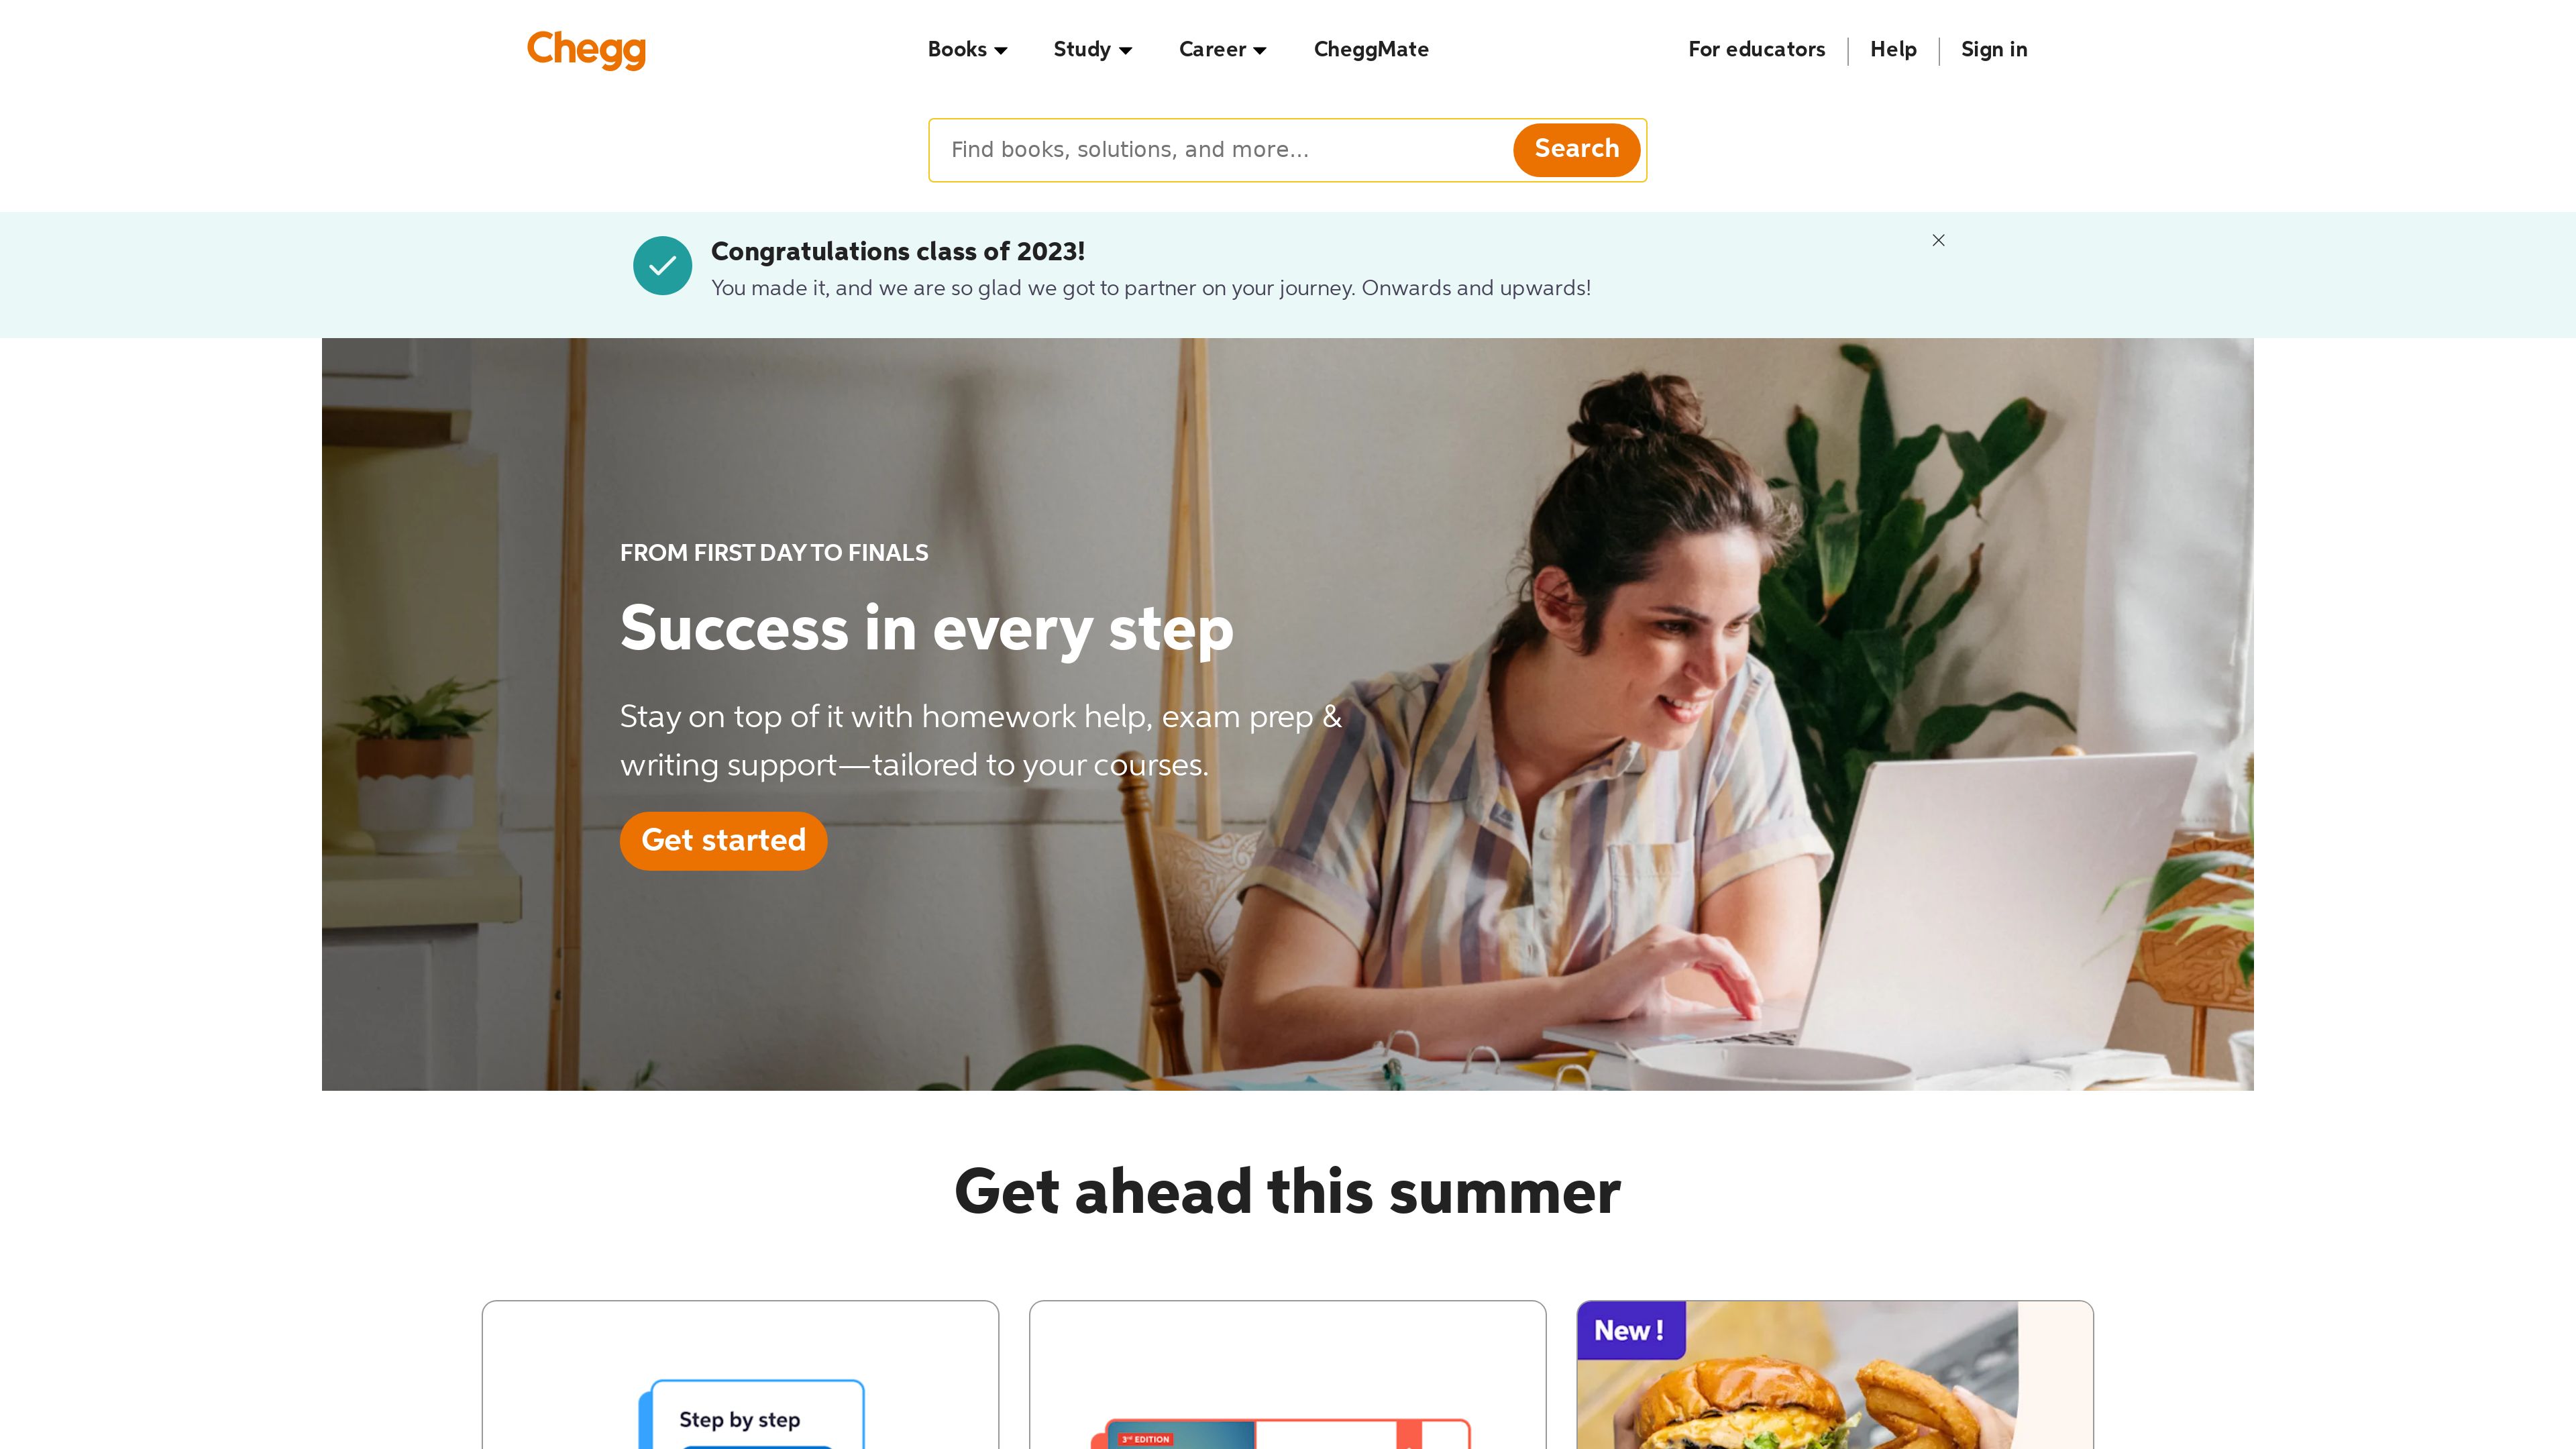 Chegg
Books
Study
Career
CheggMate
For educators
Help
Sign in
Find books, solutions, and more...
Search
Congratulations class of 2023!
You made it, and we are so glad we got to partner on your journey. Onwards and upwards!
FROM FIRST DAY TO FINALS
Success in every step
Stay on top of it with homework help, exam prep &
writing support—tailored to your courses.
Get started
Get ahead this summer
Step by step
3rd EDITION
New !